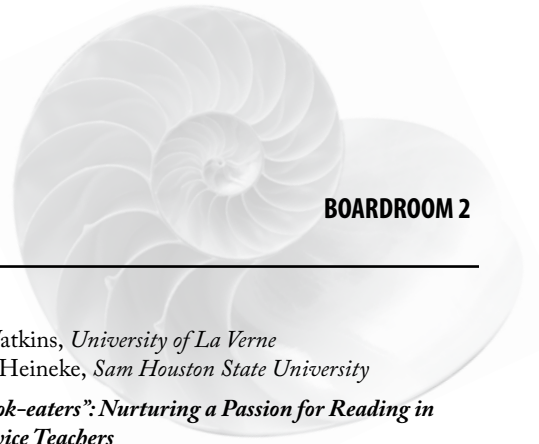 BOARDROOM 2
atkins, University of La Verne
Heineke, Sam Houston State University
ok-eaters": Nurturing a Passion for Reading in
vice Teachers